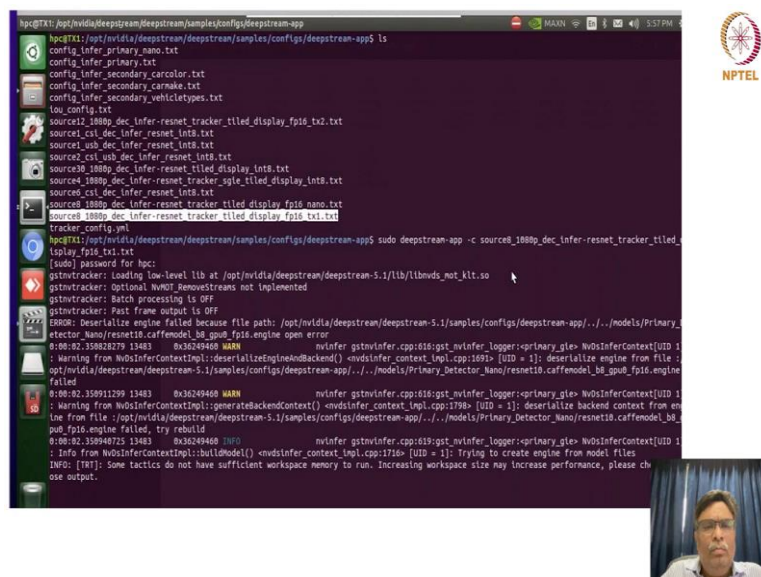 hpc@TX1: /opt/nvidia/deepstream/deepstream/samples/configs/deepstream-app
MAXN En 5:57 PM
NPTEL
hpc@TX1:/opt/nvidia/deepstream/deepstream/samples/configs/deepstream-app$ ls
config_infer_primary_nano.txt
config_infer_primary.txt
config_infer_secondary_carcolor.txt
config_infer_secondary_carmake.txt
config_infer_secondary_vehicletypes.txt
iou_config.txt
source12_1080p_dec_infer-resnet_tracker_tiled_display_fp16_tx2.txt
source1_csi_dec_infer_resnet_int8.txt
source1_usb_dec_infer_resnet_int8.txt
source2_csi_usb_dec_infer_resnet_int8.txt
source30_1080p_dec_infer-resnet_tiled_display_int8.txt
source4_1080p_dec_infer-resnet_tracker_sgie_tiled_display_int8.txt
source6_csi_dec_infer_resnet_int8.txt
source8_1080p_dec_infer-resnet_tracker_tiled_display_fp16_nano.txt
source8_1080p_dec_infer-resnet_tracker_tiled_display_fp16_tx1.txt
tracker_config.yml
hpc@TX1:/opt/nvidia/deepstream/deepstream/samples/configs/deepstream-app$ sudo deepstream-app -c source8_1080p_dec_infer-resnet_tracker_tiled_
isplay_fp16_tx1.txt
[sudo] password for hpc:
gstnvtracker: Loading low-level lib at /opt/nvidia/deepstream/deepstream-5.1/lib/libnvds_mot_klt.so
gstnvtracker: Optional NvMOT_RemoveStreams not implemented
gstnvtracker: Batch processing is OFF
gstnvtracker: Past frame output is OFF
ERROR: Deserialize engine failed because file path: /opt/nvidia/deepstream/deepstream-5.1/samples/configs/deepstream-app/../../models/Primary_
etector_Nano/resnet10.caffemodel_b8_gpu0_fp16.engine open error
0:00:02.350828279 13483 0x36249460 WARN nvinfer gstnvinfer.cpp:616:gst_nvinfer_logger:<primary_gie> NvDsInferContext[UID 1]
: Warning from NvDsInferContextImpl::deserializeEngineAndBackend() <nvdsinfer_context_impl.cpp:1691> [UID = 1]: deserialize engine from file :
opt/nvidia/deepstream/deepstream-5.1/samples/configs/deepstream-app/../../models/Primary_Detector_Nano/resnet10.caffemodel_b8_gpu0_fp16.engine
failed
0:00:02.350911299 13483 0x36249460 WARN nvinfer gstnvinfer.cpp:616:gst_nvinfer_logger:<primary_gie> NvDsInferContext[UID 1]
: Warning from NvDsInferContextImpl::generateBackendContext() <nvdsinfer_context_impl.cpp:1798> [UID = 1]: deserialize backend context from eng
ine from file :/opt/nvidia/deepstream/deepstream-5.1/samples/configs/deepstream-app/../../models/Primary_Detector_Nano/resnet10.caffemodel_b8_
pu0_fp16.engine failed, try rebuild
0:00:02.350940725 13483 0x36249460 INFO nvinfer gstnvinfer.cpp:619:gst_nvinfer_logger:<primary_gie> NvDsInferContext[UID 1]
: Info from NvDsInferContextImpl::buildModel() <nvdsinfer_context_impl.cpp:1716> [UID = 1]: Trying to create engine from model files
INFO: [TRT]: Some tactics do not have sufficient workspace memory to run. Increasing workspace size may increase performance, please
ose output.
SD